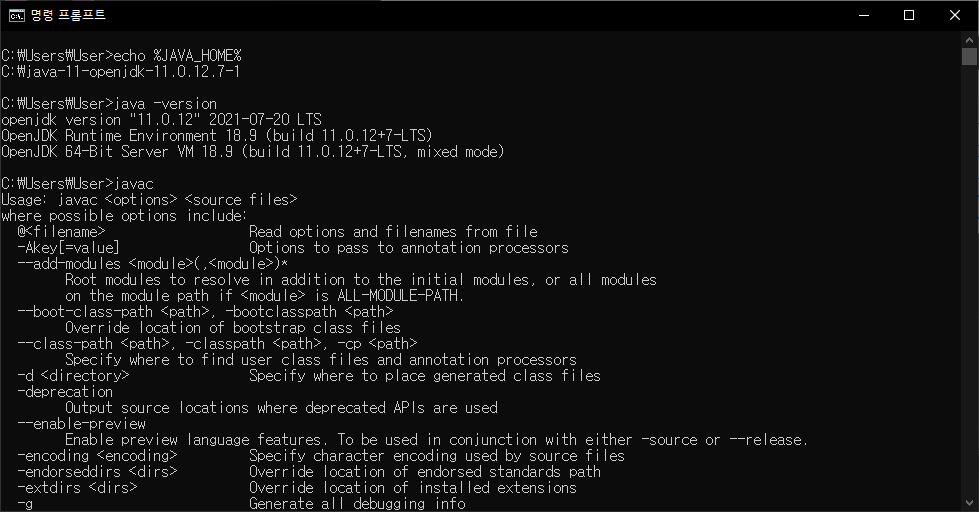 명령 프롬프트
C:\Users\User>echo %JAVA_HOME%
C:\java-11-openjdk-11.0.12.7-1
C:\Users\User>java -version
openjdk version "11.0.12" 2021-07-20 LTS
OpenJDK Runtime Environment 18.9 (build 11.0.12+7-LTS)
OpenJDK 64-Bit Server VM 18.9 (build 11.0.12+7-LTS, mixed mode)
C:\Users\User>javac
Usage: javac <options> <source files>
where possible options include:
@<filename> Read options and filenames from file
-Akey[=value] Options to pass to annotation processors
--add-modules <module>(,<module>)*
Root modules to resolve in addition to the initial modules, or all modules
on the module path if <module> is ALL-MODULE-PATH.
--boot-class-path <path>, -bootclasspath <path>
Override location of bootstrap class files
--class-path <path>, -classpath <path>, -cp <path>
Specify where to find user class files and annotation processors
-d <directory> Specify where to place generated class files
-deprecation
Output source locations where deprecated APIs are used
--enable-preview
Enable preview language features. To be used in conjunction with either -source or --release.
-encoding <encoding> Specify character encoding used by source files
-endorseddirs <dirs> Override location of endorsed standards path
-extdirs <dirs> Override location of installed extensions
-g Generate all debugging info